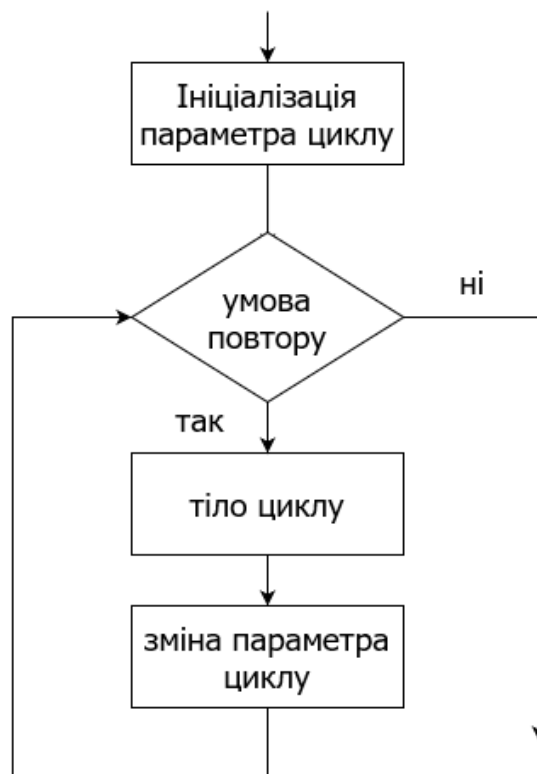 Ініціалізація
параметра циклу
умова
повтору
ні
так
тіло циклу
зміна параметра
циклу